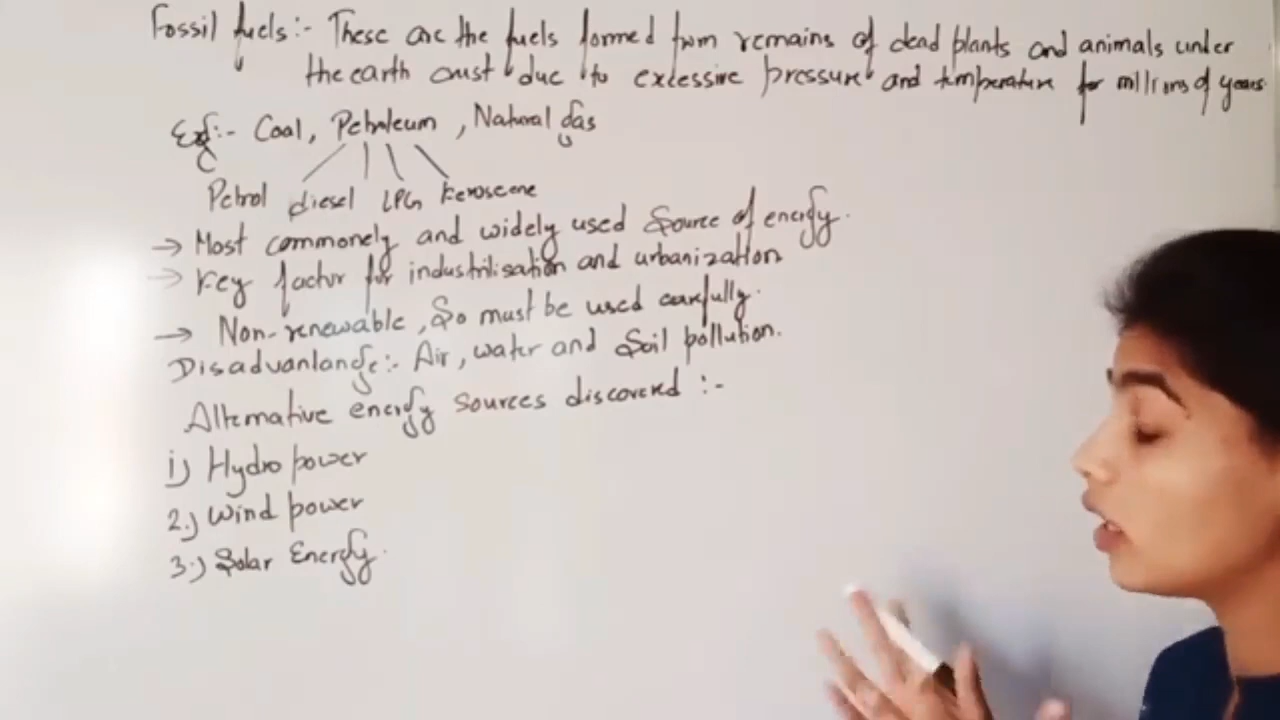 Fossil fuels:- These are the fuels formed from remains of dead plants and animals under
the earth crust due to excessive pressure and temperature for millions of years
Eg:- Coal, Petroleum, Natural Gas
Petrol diesel LPG Keroscene
→ Most commonely and widely used Source of energy.
→ Key factor for industrilisation and urbanization
→ Non-renewable, So must be used carefully.
Disadvantage:- Air, water and Soil pollution.
Alternative energy sources discovered :-
1) Hydro power
2.) Wind power
3.) Solar Energy.